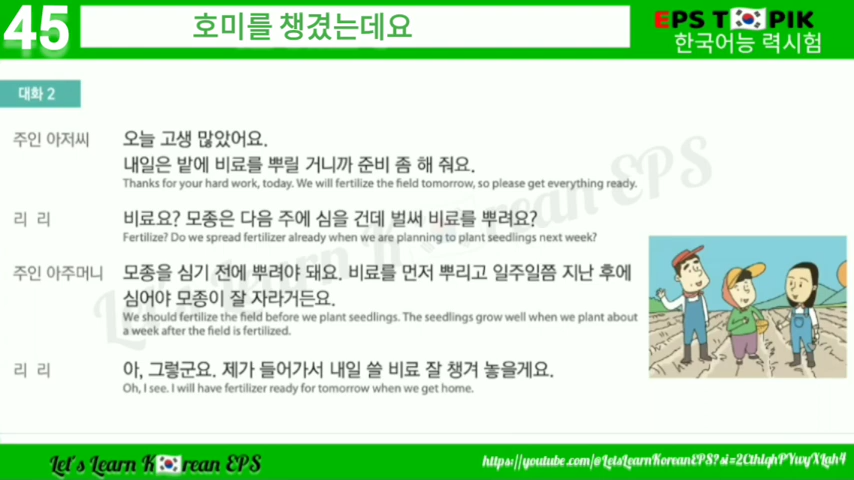 45
호미를 챙겼는데요
EPS TOPIK
한국어능 력시험
대화 2
주인 아저씨
오늘 고생 많았어요.
내일은 밭에 비료를 뿌릴 거니까 준비 좀 해 줘요.
Thanks for your hard work, today. We will fertilize the field tomorrow, so please get everything ready.
리 리
비료요? 모종은 다음 주에 심을 건데 벌써 비료를 뿌려요?
Fertilize? Do we spread fertilizer already when we are planning to plant seedlings next week?
주인 아주머니
모종을 심기 전에 뿌려야 돼요. 비료를 먼저 뿌리고 일주일쯤 지난 후에
심어야 모종이 잘 자라거든요.
We should fertilize the field before we plant seedlings. The seedlings grow well when we plant about
a week after the field is fertilized.
리 리
아, 그렇군요. 제가 들어가서 내일 쓸 비료 잘 챙겨 놓을게요.
Oh, I see. I will have fertilizer ready for tomorrow when we get home.
Let's Learn Korean EPS
Let's Learn Korean EPS
https://youtube.com/@LetsLearnKoreanEPS?si=